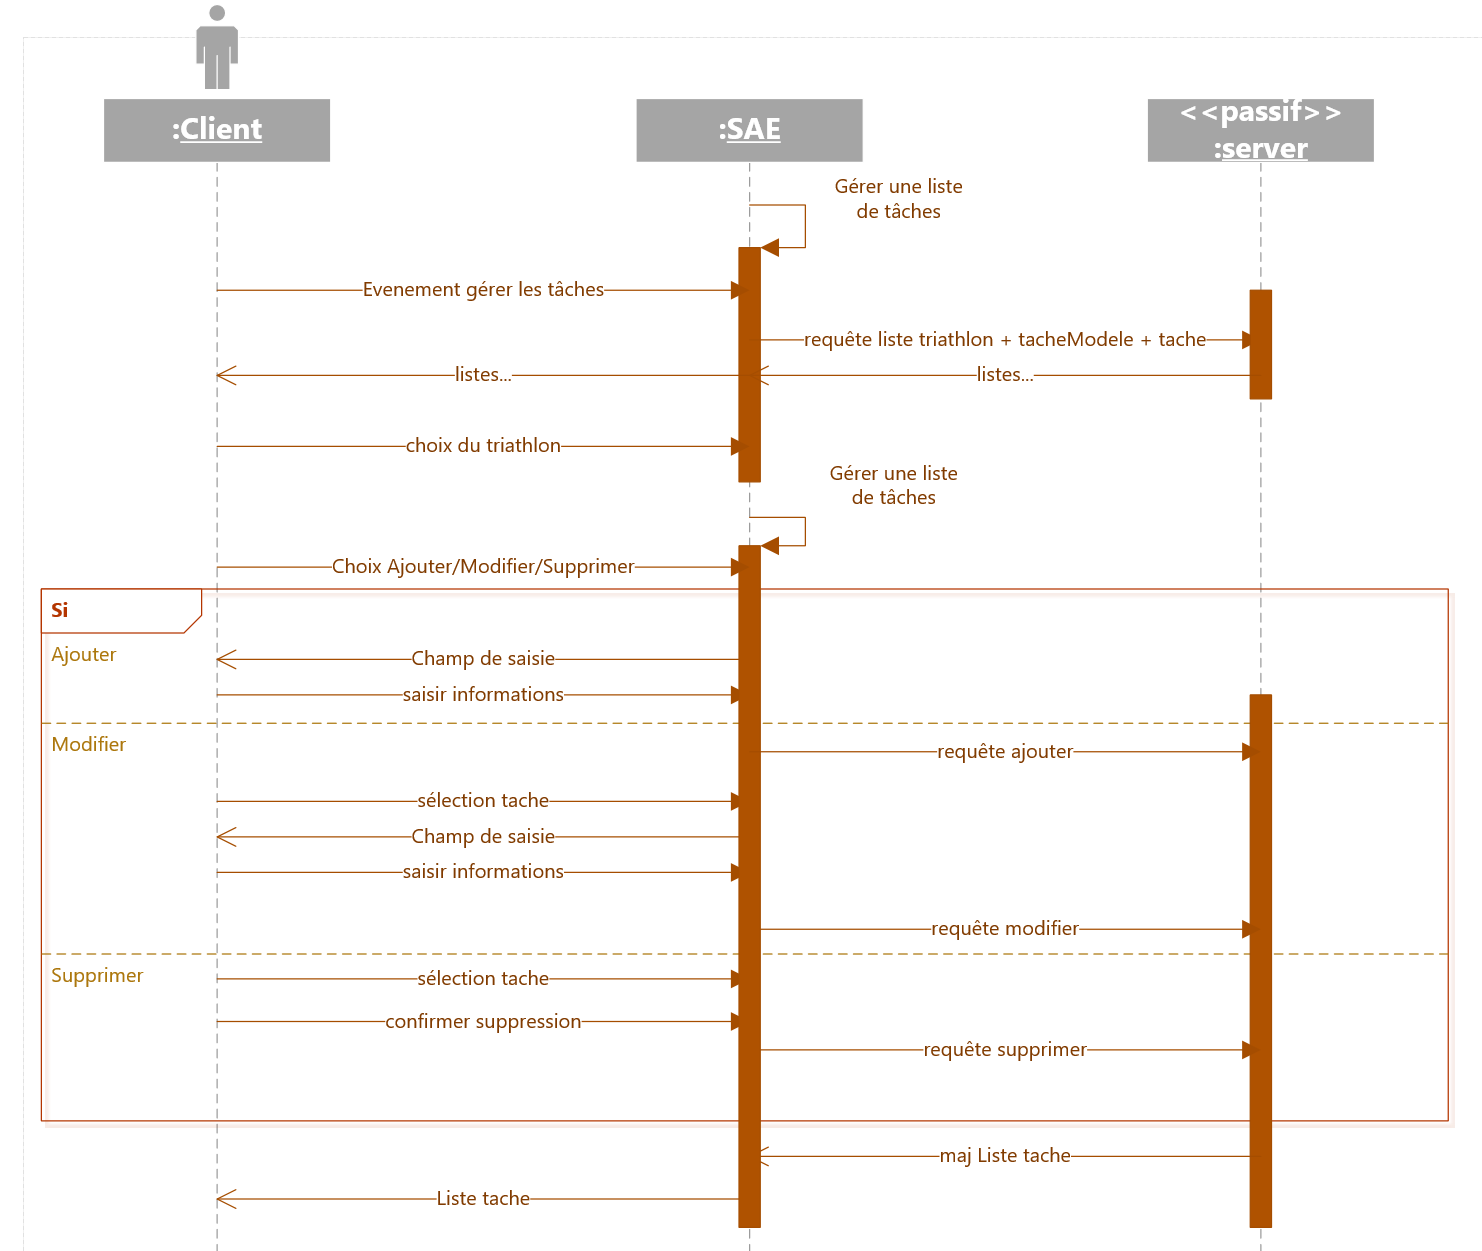 :Client
:SAE
<<passif>>
:server
Gérer une liste
de tâches
Evenement gérer les tâches
requête liste triathlon + tacheModele + tache
listes...
listes...
choix du triathlon
Gérer une liste
de tâches
Choix Ajouter/Modifier/Supprimer
Si
Ajouter
Champ de saisie
saisir informations
Modifier
requête ajouter
sélection tache
Champ de saisie
saisir informations
requête modifier
Supprimer
sélection tache
confirmer suppression
requête supprimer
maj Liste tache
Liste tache